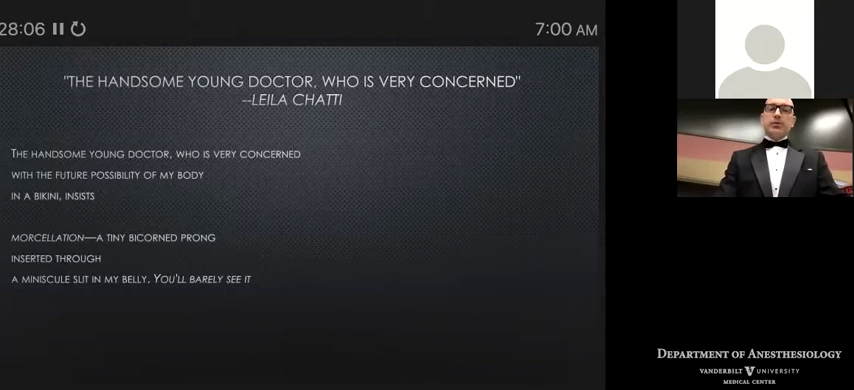 28:06
7:00 AM
"THE HANDSOME YOUNG DOCTOR, WHO IS VERY CONCERNED"
--LEILA CHATTI
THE HANDSOME YOUNG DOCTOR, WHO IS VERY CONCERNED
WITH THE FUTURE POSSIBILITY OF MY BODY
IN A BIKINI, INSISTS
MORCELLATION—A TINY BICORNED PRONG
INSERTED THROUGH
A MINISCULE SLIT IN MY BELLY. YOU'LL BARELY SEE IT
DEPARTMENT OF ANESTHESIOLOGY
VANDERBILT V UNIVERSITY
MEDICAL CENTER